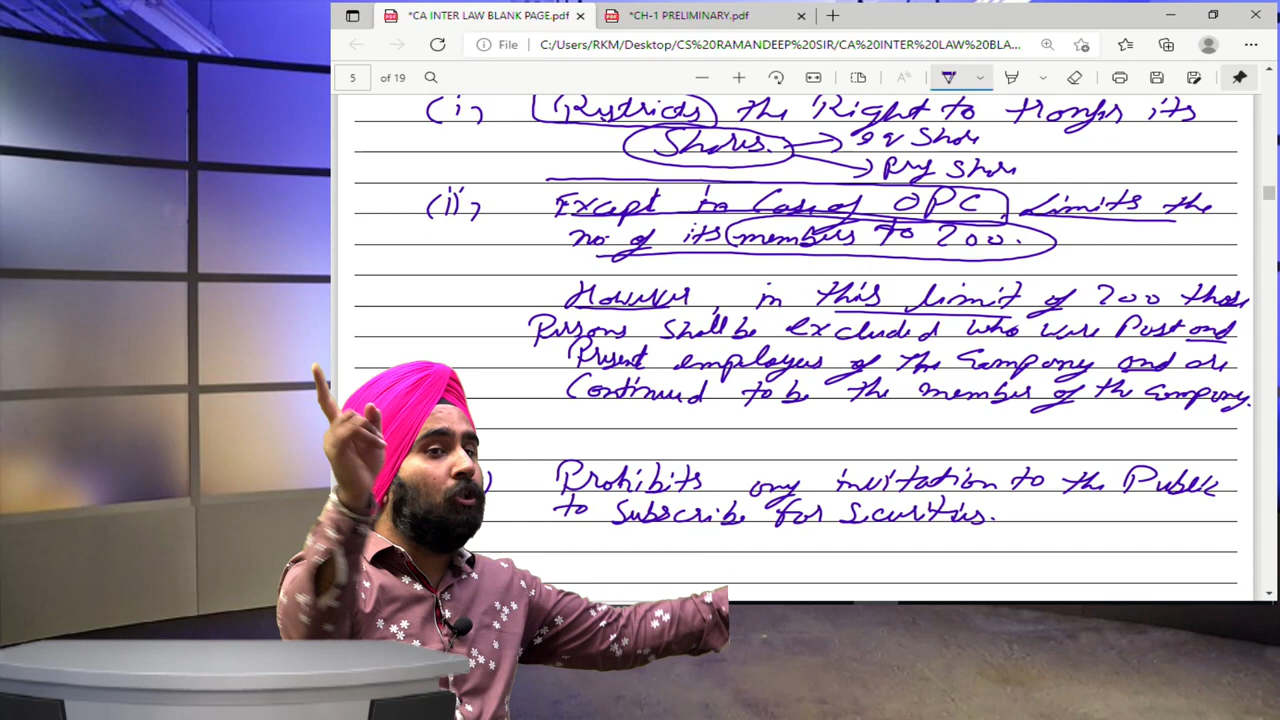 *CA INTER LAW BLANK PAGE.pdf
*CH-1 PRELIMINARY.pdf
File C:/Users/RKM/Desktop/CS%20RAMANDEEP%20SIR/CA%20INTER%20LAW%20BLA...
5 of 19
(i) Restricts the Right to transfer its
Shares. → Eq Share
→ Prf Share
(ii) Except in Case of OPC, Limits the
no. of its members to 200.
However, in this limit of 200 those
Persons shall be excluded who were Past and
Present employees of the Company and are
Continued to be the member of the Company.
) Prohibits any invitation to the Public
to Subscribe for Securities.